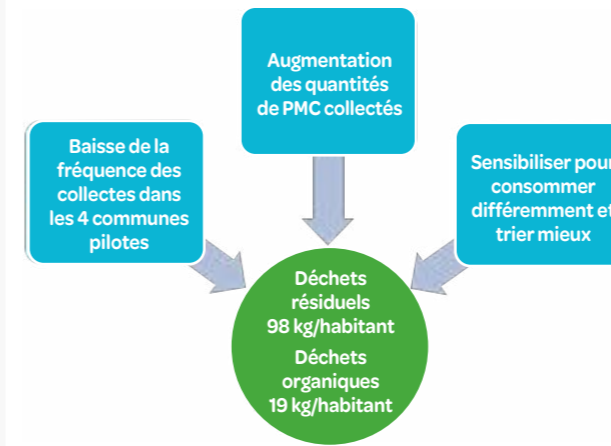 Augmentation
des quantités
de PMC collectés
Baisse de la
fréquence des
collectes dans
les 4 communes
pilotes
Sensibiliser pour
consommer
différemment et
trier mieux
Déchets
résiduels
98 kg/habitant
Déchets
organiques
19 kg/habitant